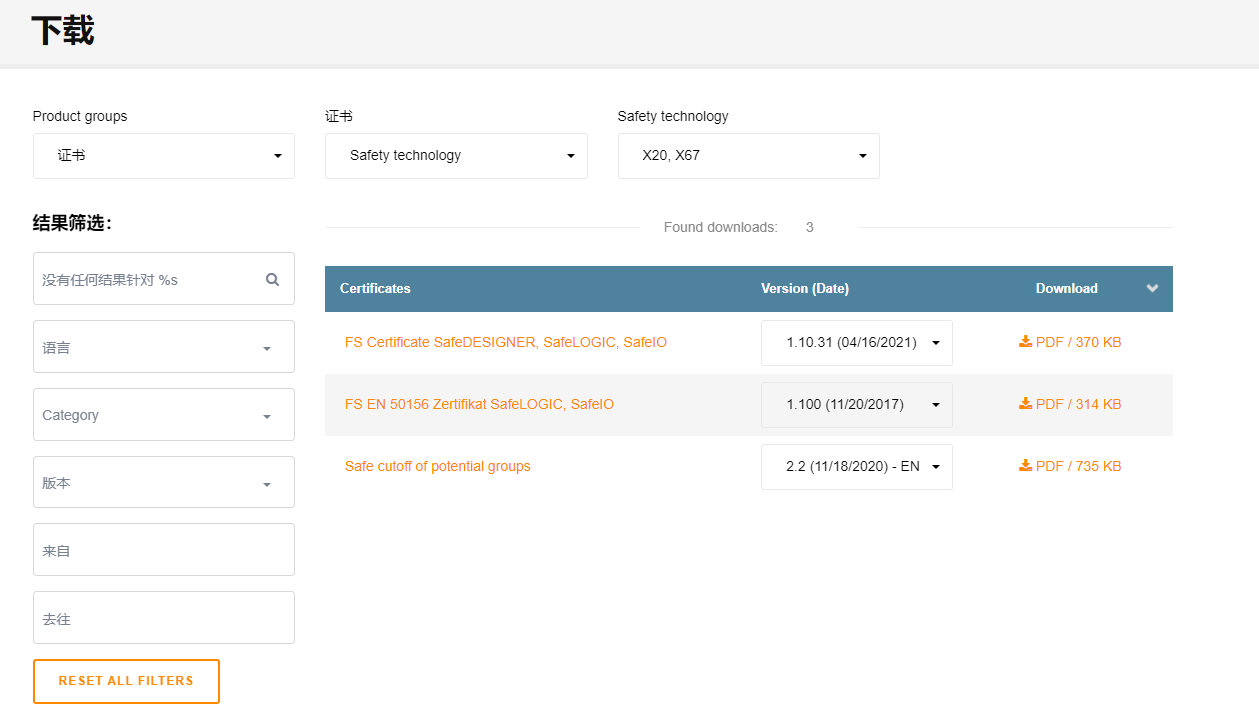 下载
Product groups 证书 Safety technology
证书 Safety technology X20, X67
结果筛选：
Found downloads: 3
没有任何结果针对 %s
语言
Category
版本
来自
去往
RESET ALL FILTERS
Certificates Version (Date) Download
FS Certificate SafeDESIGNER, SafeLOGIC, SafeIO 1.10.31 (04/16/2021) PDF / 370 KB
FS EN 50156 Zertifikat SafeLOGIC, SafeIO 1.100 (11/20/2017) PDF / 314 KB
Safe cutoff of potential groups 2.2 (11/18/2020) - EN PDF / 735 KB